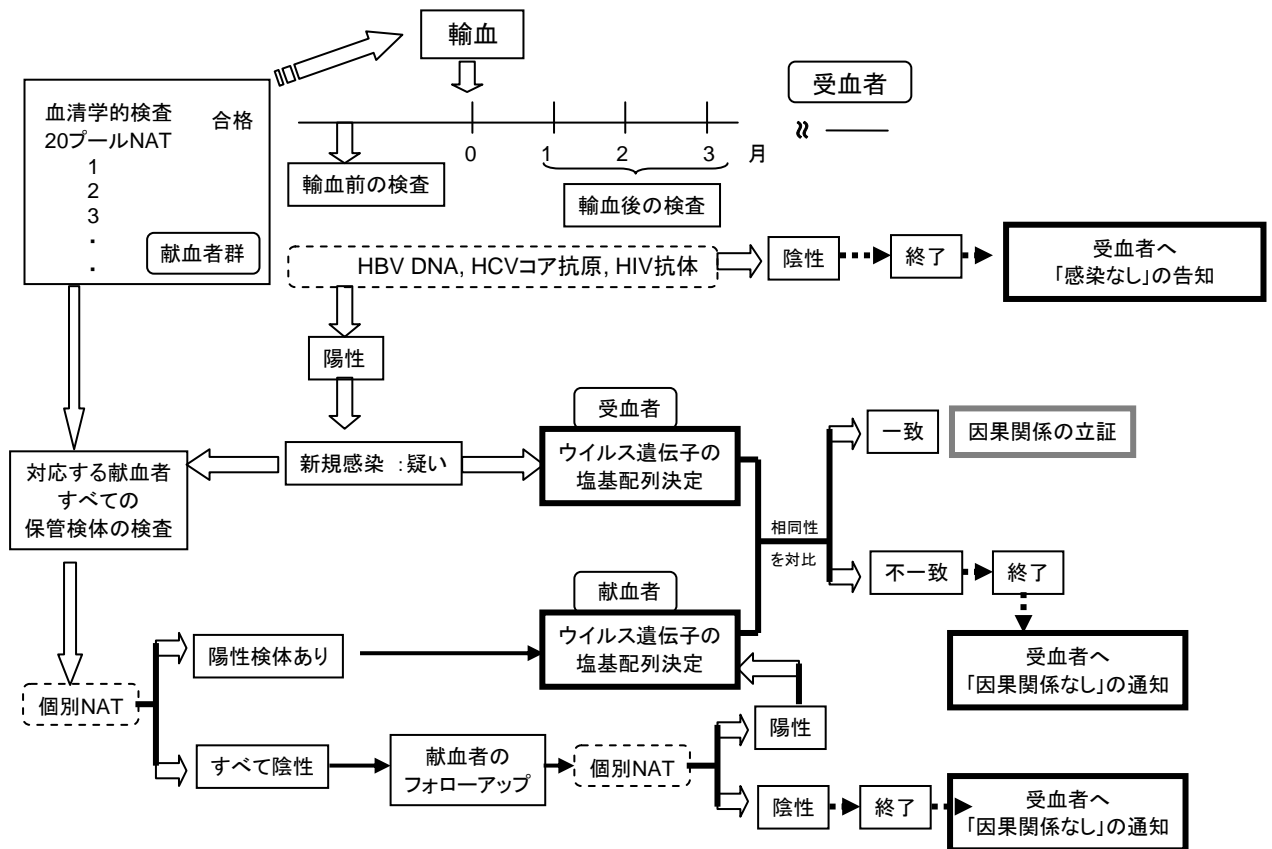 輸血
血清学的検査
合格
20プールNAT
1
2
3
・
・
献血者群
受血者
0
1
2
3
月
輸血前の検査
輸血後の検査
HBV DNA, HCVコア抗原, HIV抗体
陰性
終了
受血者へ
「感染なし」の告知
陽性
新規感染 :疑い
対応する献血者
すべての
保管検体の検査
受血者
ウイルス遺伝子の
塩基配列決定
一致
因果関係の立証
相同性
を対比
不一致
終了
受血者へ
「因果関係なし」の通知
献血者
ウイルス遺伝子の
塩基配列決定
陽性検体あり
個別NAT
すべて陰性
献血者の
フォローアップ
個別NAT
陽性
陰性
終了
受血者へ
「因果関係なし」の通知